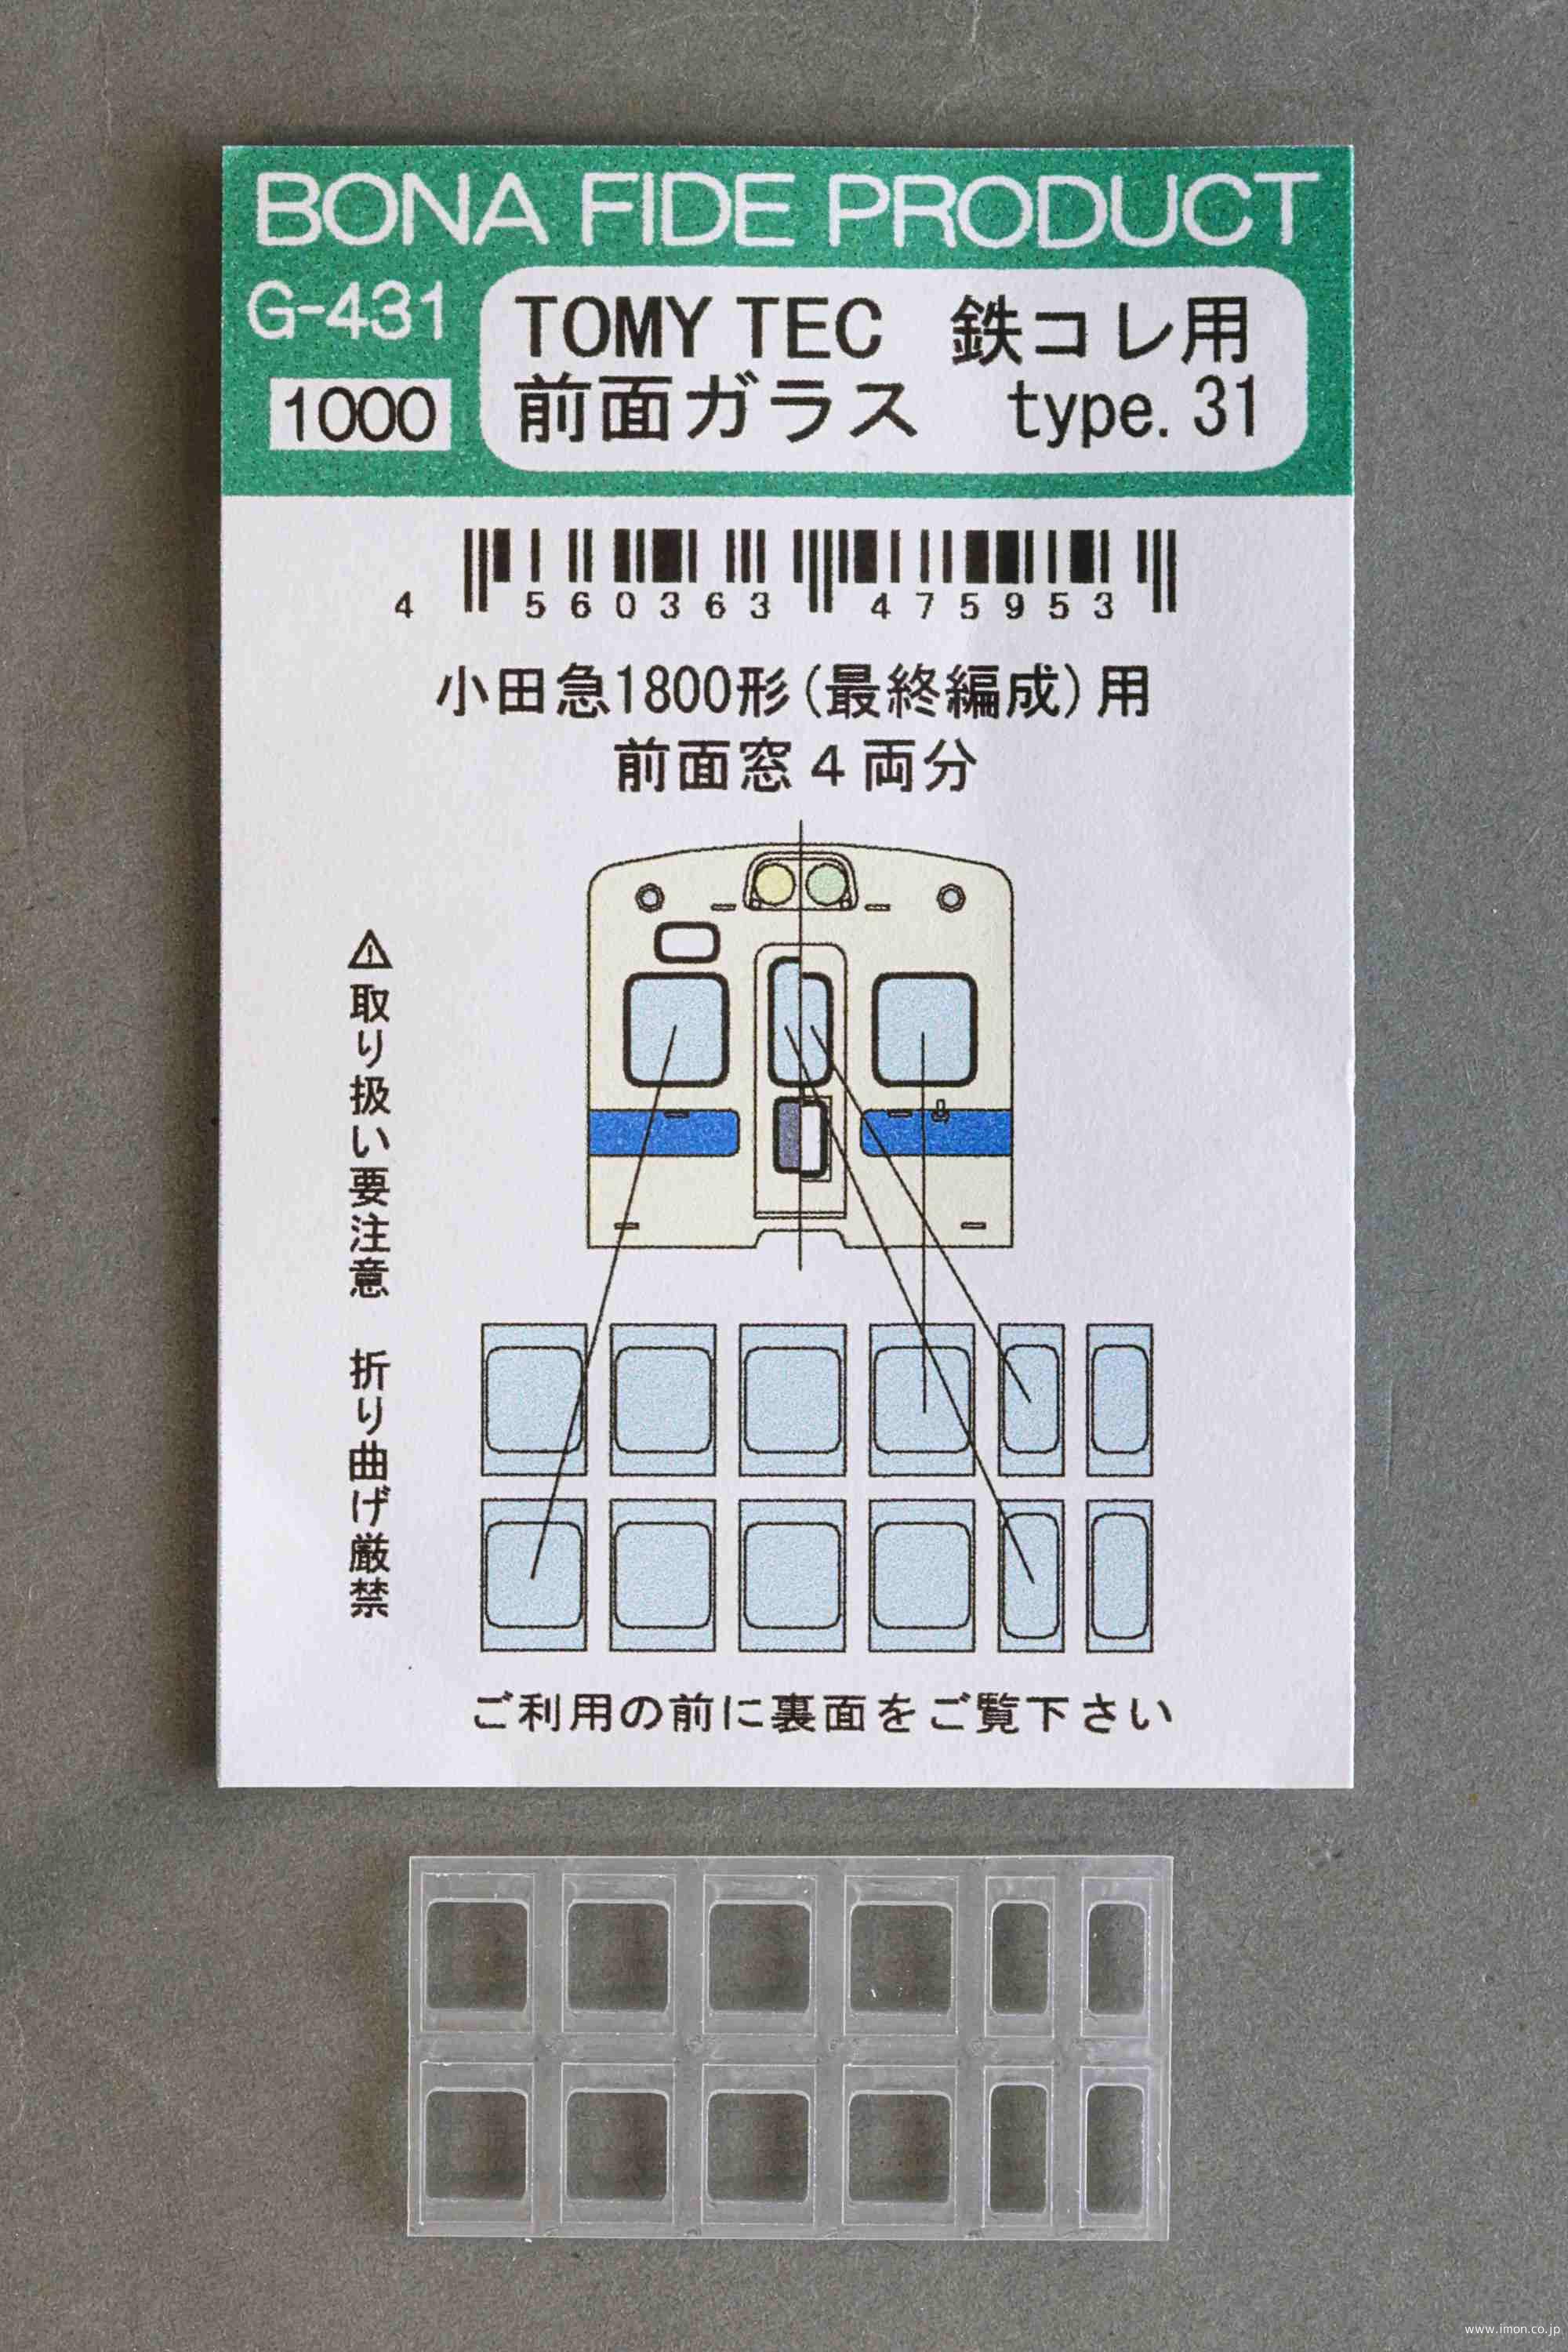 BONA FIDE PRODUCT
G-431
1000
TOMY TEC 鉄コレ用
前面ガラス type.31
4 560363 475953
小田急1800形(最終編成)用
前面窓4両分
⚠取り扱い要注意 折り曲げ厳禁
ご利用の前に裏面をご覧下さい
www.imon.co.jp